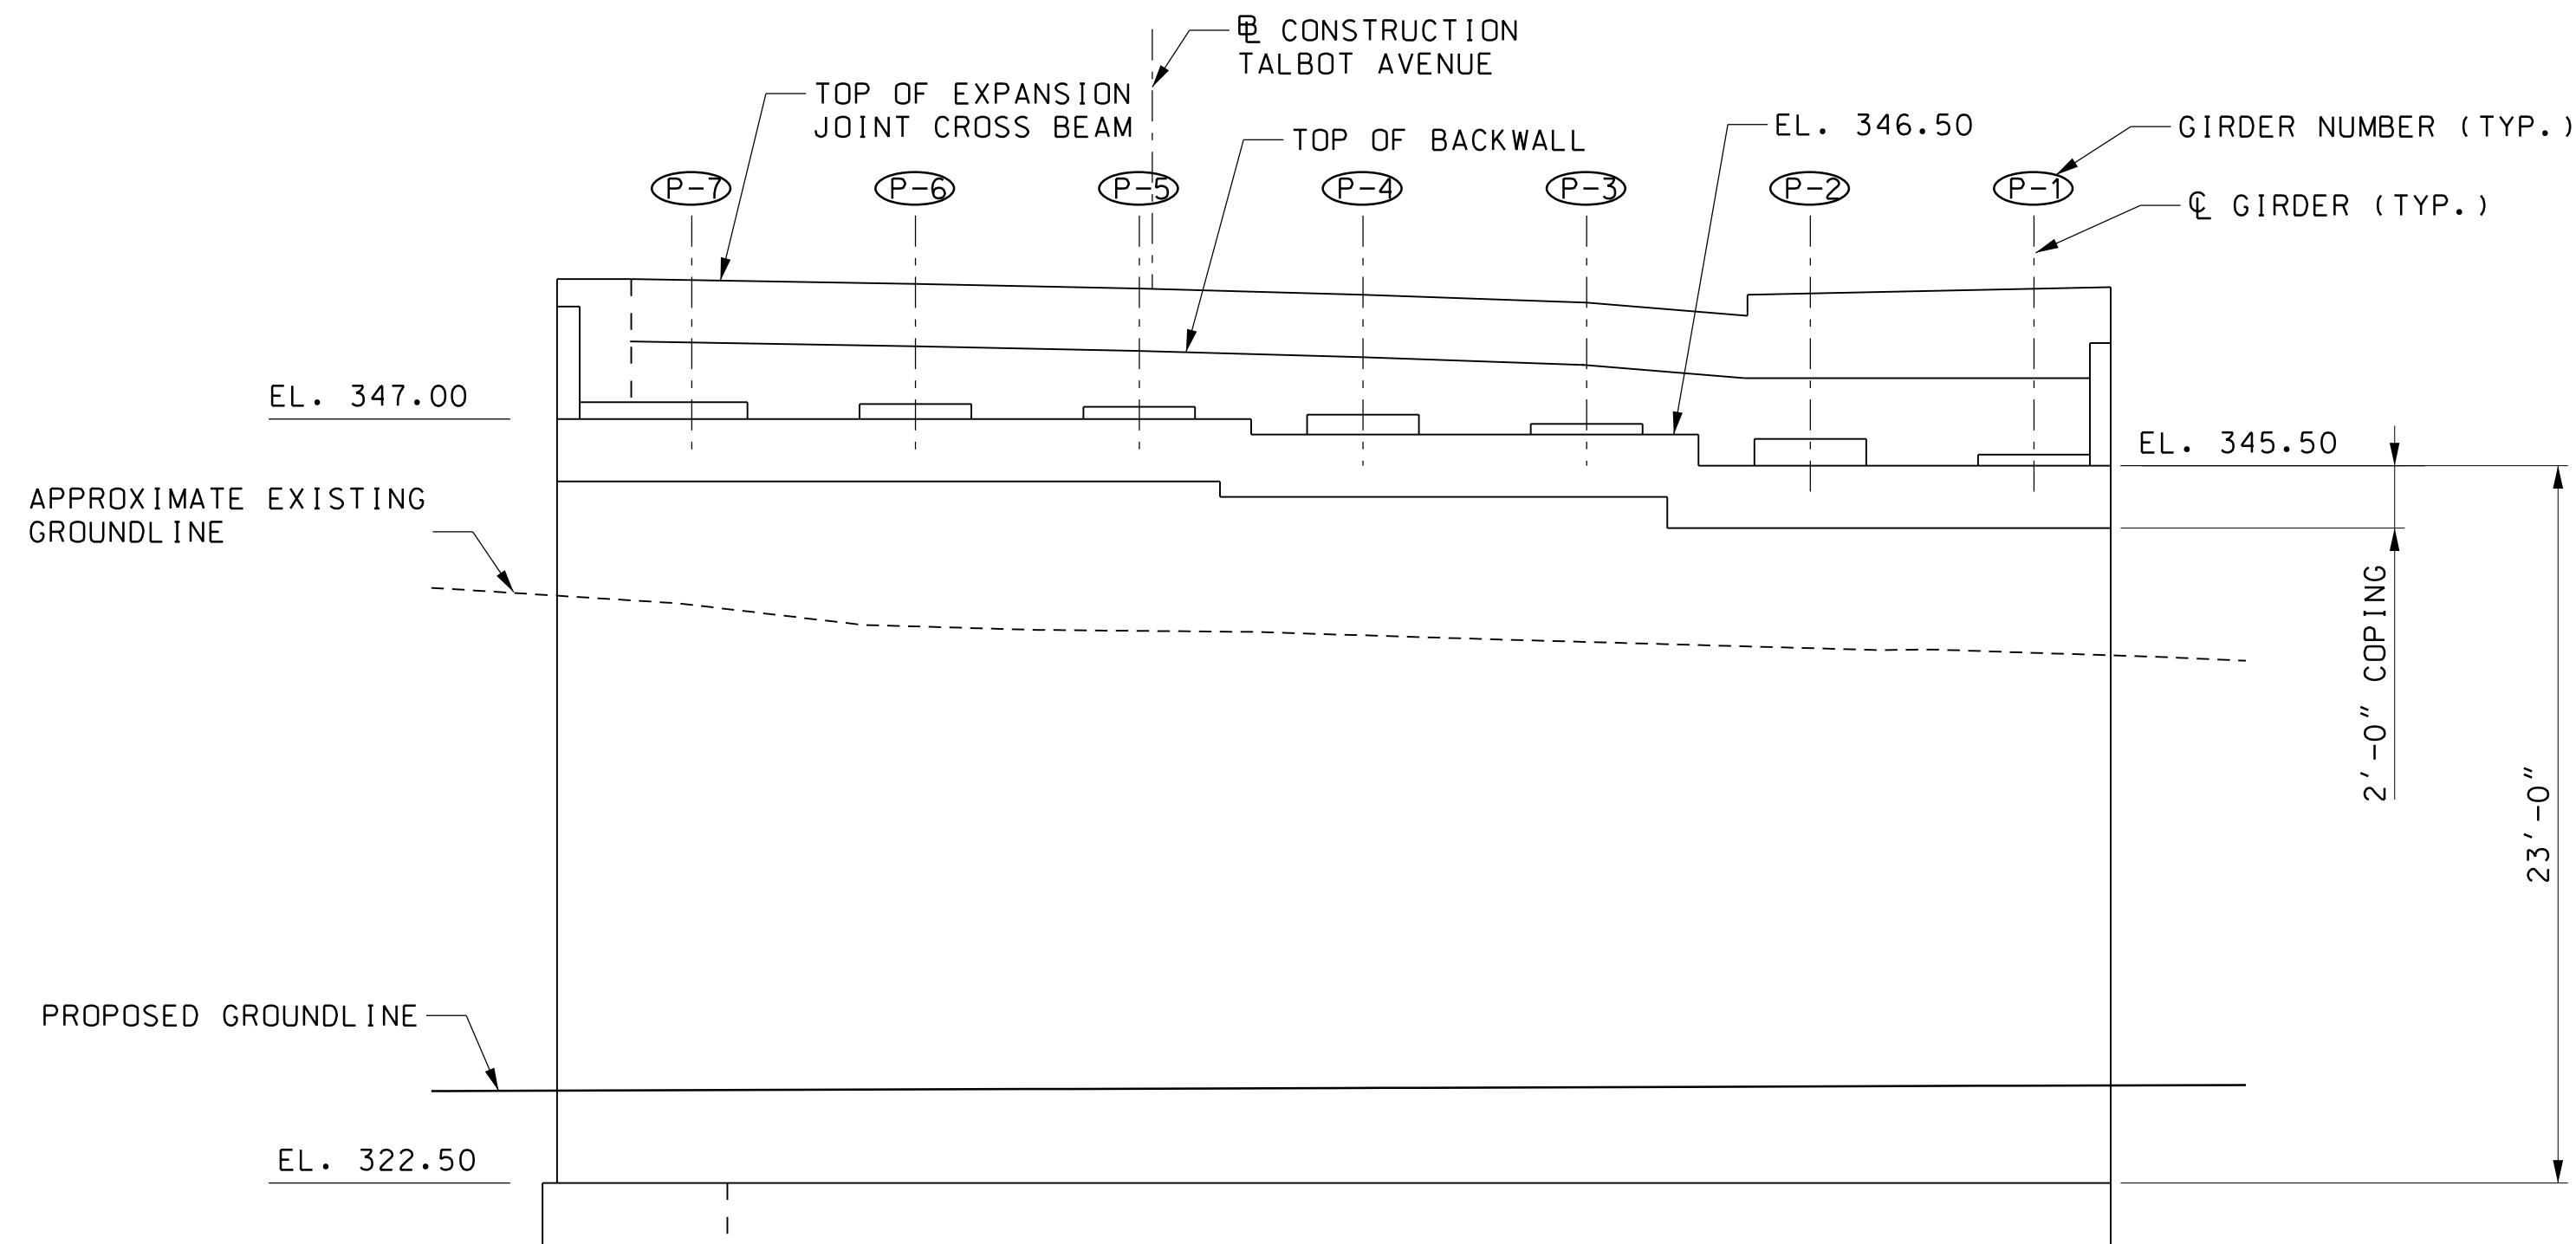 ℄ CONSTRUCTION
TALBOT AVENUE
TOP OF EXPANSION
JOINT CROSS BEAM
TOP OF BACKWALL
EL. 346.50
GIRDER NUMBER (TYP.)
P-7
P-6
P-5
P-4
P-3
P-2
P-1
℄ GIRDER (TYP.)
EL. 347.00
EL. 345.50
APPROXIMATE EXISTING
GROUNDLINE
2'-0" COPING
23'-0"
PROPOSED GROUNDLINE
EL. 322.50